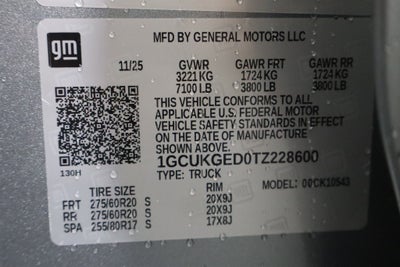 gm
MFD BY GENERAL MOTORS LLC
11/25 GVWR GAWR FRT GAWR RR
3221 KG 1724 KG 1724 KG
7100 LB 3800 LB 3800 LB
THIS VEHICLE CONFORMS TO ALL
APPLICABLE U.S. FEDERAL MOTOR
VEHICLE SAFETY STANDARDS IN
EFFECT ON THE DATE OF MANUFACTURE
SHOWN ABOVE.
1GCUKGED0TZ228600
130H TYPE: TRUCK MODEL: 00CK10543
TIRE SIZE RIM
FRT 275/60R20 S 20X9J
RR 275/60R20 S 20X9J
SPA 255/80R17 S 17X8J